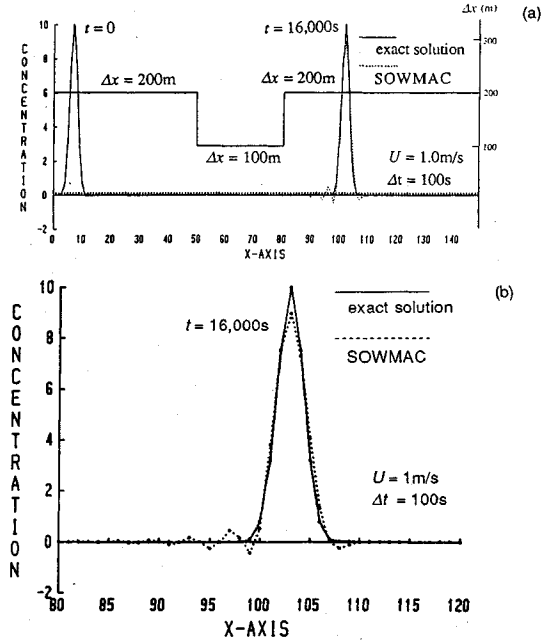 Δx (m)
(a)
t = 0
t = 16,000s
exact solution
SOWMAC
Δx = 200m
Δx = 200m
Δx = 100m
U = 1.0m/s
Δt = 100s
CONCENTRATION
10
8
6
4
2
0
-2
300
200
100
0 10 20 30 40 50 60 70 80 90 100 110 120 130 140
X-AXIS
(b)
exact solution
SOWMAC
t = 16,000s
U = 1m/s
Δt = 100s
CONCENTRATION
10
8
6
4
2
0
-2
80 85 90 95 100 105 110 115 120
X-AXIS